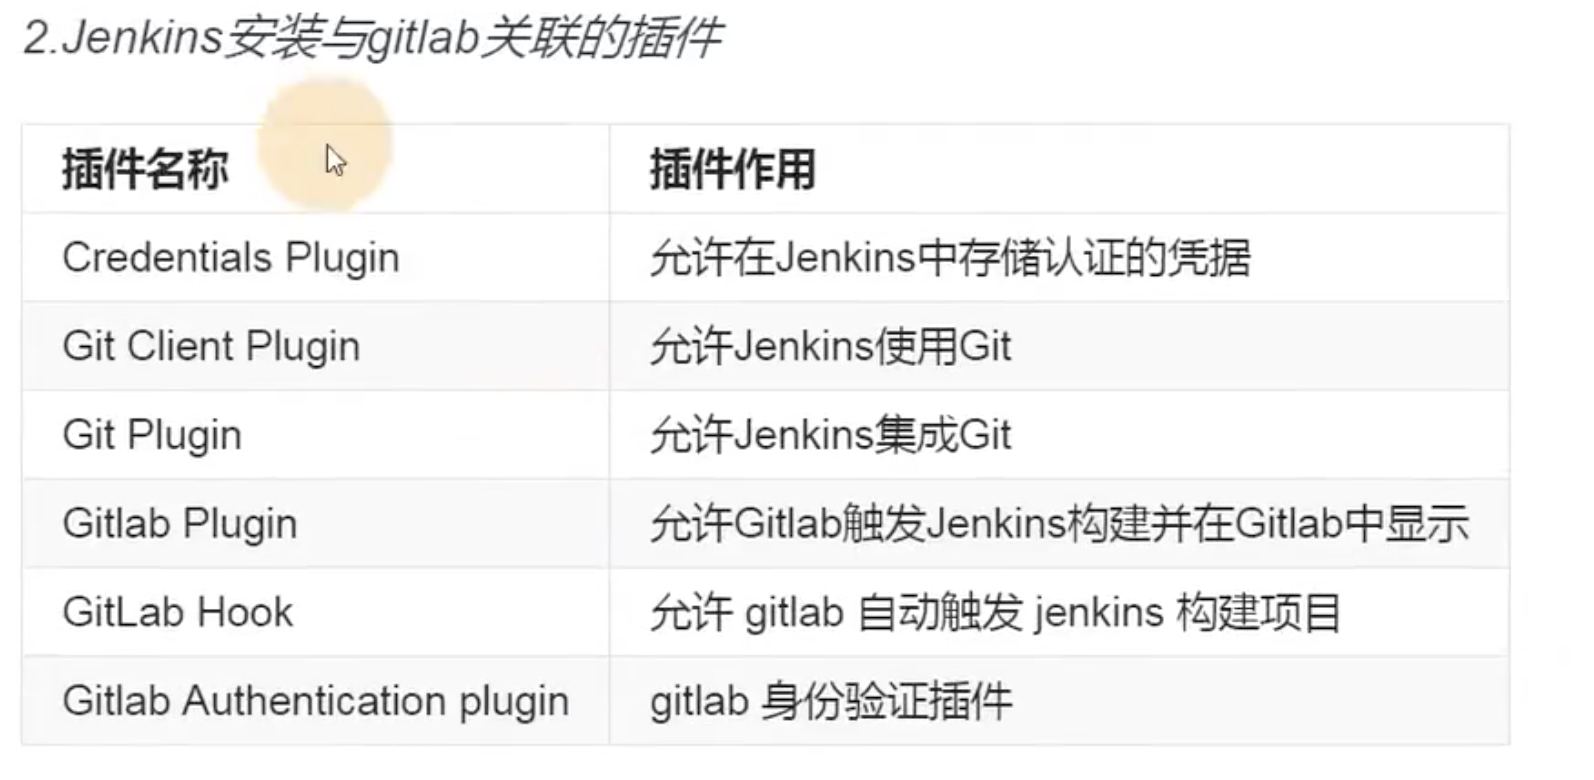 2.Jenkins安装与gitlab关联的插件
插件名称 插件作用
Credentials Plugin 允许在Jenkins中存储认证的凭据
Git Client Plugin 允许Jenkins使用Git
Git Plugin 允许Jenkins集成Git
Gitlab Plugin 允许Gitlab触发Jenkins构建并在Gitlab中显示
GitLab Hook 允许 gitlab 自动触发 jenkins 构建项目
Gitlab Authentication plugin gitlab 身份验证插件